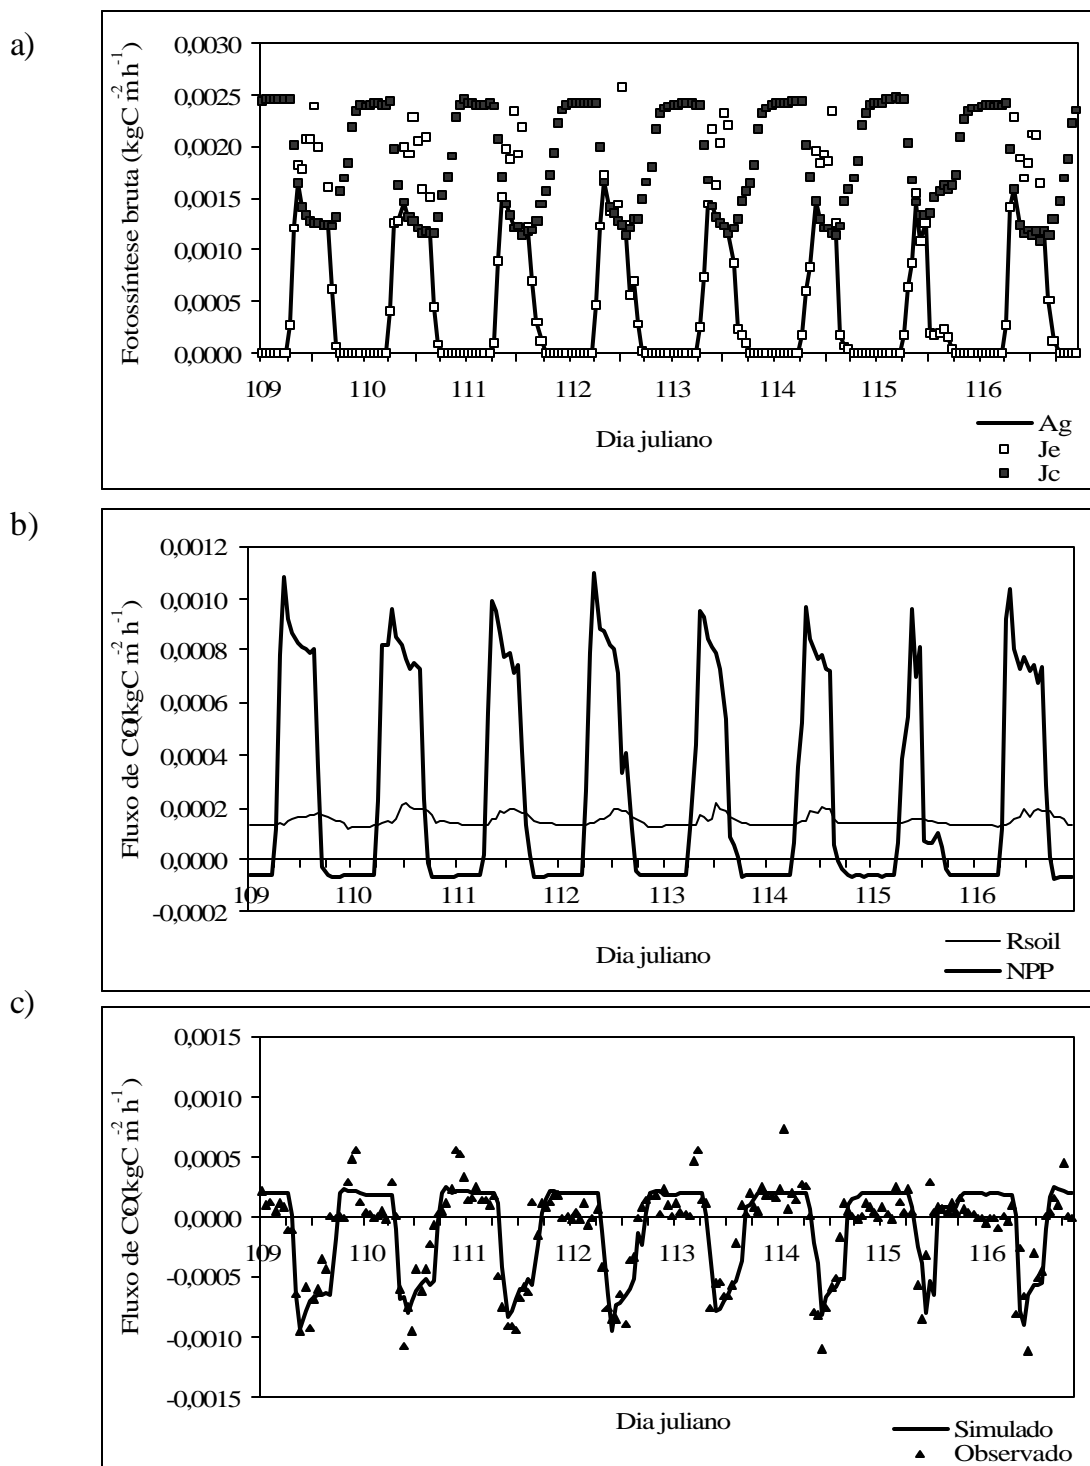 a)
Fotossíntese bruta (kgC m⁻² h⁻¹)
0,0030
0,0025
0,0020
0,0015
0,0010
0,0005
0,0000
109 110 111 112 113 114 115 116
Dia juliano
Ag
Je
Jc
b)
Fluxo de CO (kgC m⁻² h⁻¹)
0,0012
0,0010
0,0008
0,0006
0,0004
0,0002
0,0000
-0,0002
109 110 111 112 113 114 115 116
Dia juliano
Rsoil
NPP
c)
Fluxo de CO (kgC m⁻² h⁻¹)
0,0015
0,0010
0,0005
0,0000
-0,0005
-0,0010
-0,0015
109 110 111 112 113 114 115 116
Dia juliano
Simulado
Observado